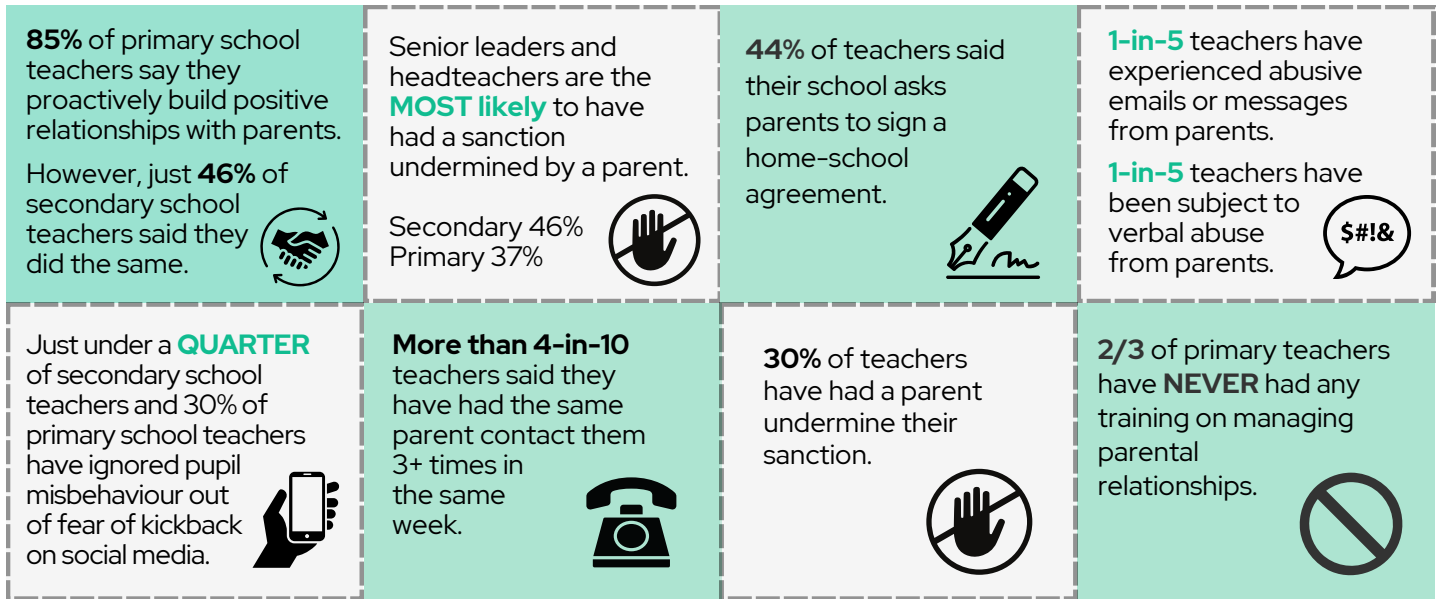 85% of primary school
teachers say they
proactively build positive
relationships with parents.
However, just 46% of
secondary school
teachers said they
did the same.
Senior leaders and
headteachers are the
MOST likely to have
had a sanction
undermined by a parent.
Secondary 46%
Primary 37%
44% of teachers said
their school asks
parents to sign a
home-school
agreement.
1-in-5 teachers have
experienced abusive
emails or messages
from parents.
1-in-5 teachers have
been subject to
verbal abuse
from parents.
$#!&
Just under a QUARTER
of secondary school
teachers and 30% of
primary school teachers
have ignored pupil
misbehaviour out
of fear of kickback
on social media.
More than 4-in-10
teachers said they
have had the same
parent contact them
3+ times in
the same
week.
30% of teachers
have had a parent
undermine their
sanction.
2/3 of primary teachers
have NEVER had any
training on managing
parental
relationships.